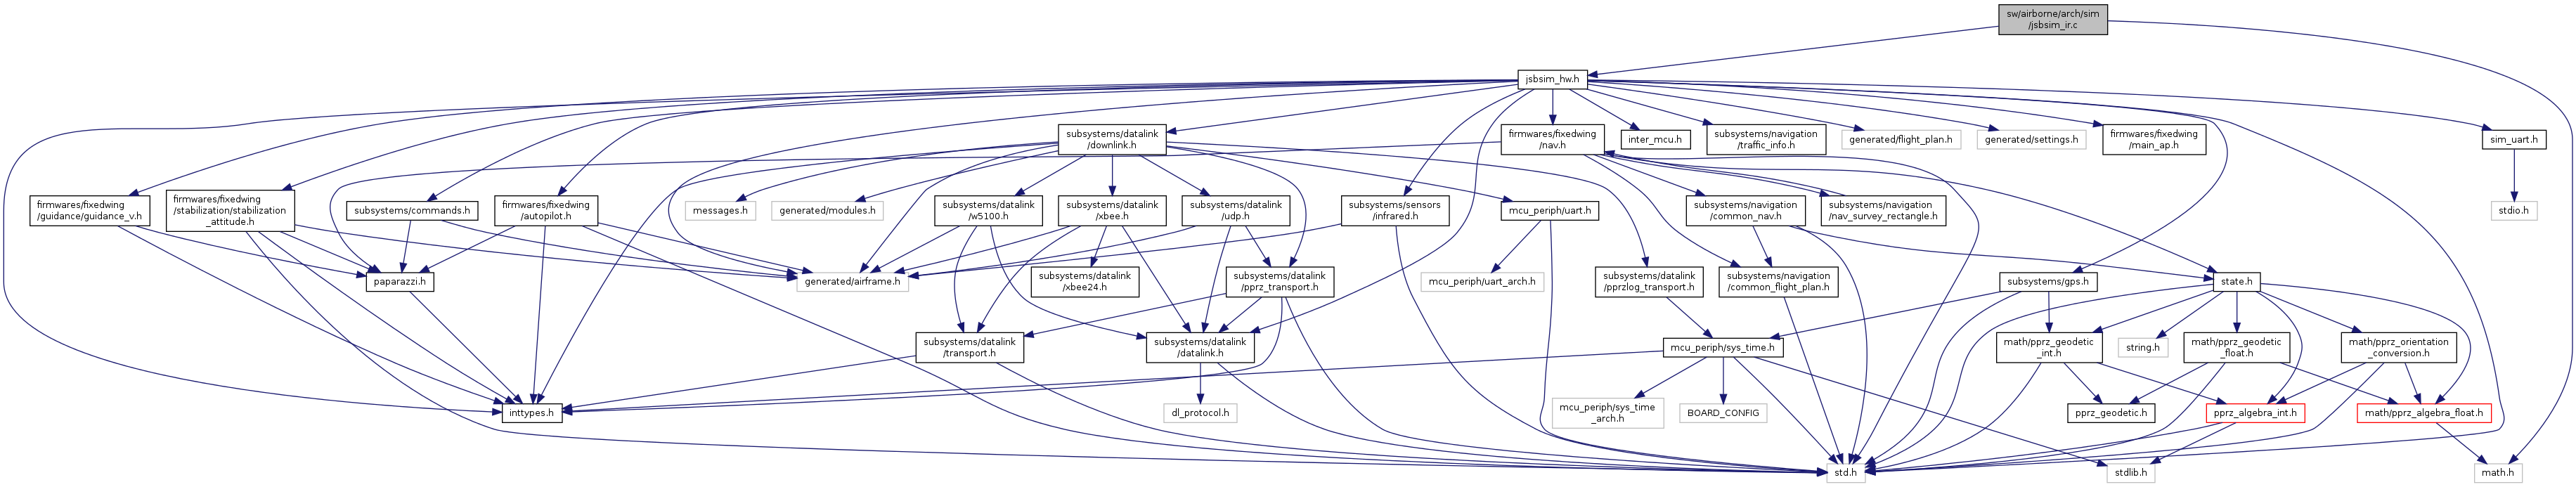 sw/airborne/arch/sim
/jsbsim_ir.c
jsbsim_hw.h
subsystems/datalink
/downlink.h
firmwares/fixedwing
/nav.h
inter_mcu.h
subsystems/navigation
/traffic_info.h
generated/flight_plan.h
generated/settings.h
firmwares/fixedwing
/main_ap.h
sim_uart.h
firmwares/fixedwing
/guidance/guidance_v.h
firmwares/fixedwing
/stabilization/stabilization
_attitude.h
subsystems/commands.h
firmwares/fixedwing
/autopilot.h
messages.h
generated/modules.h
subsystems/datalink
/w5100.h
subsystems/datalink
/xbee.h
subsystems/datalink
/udp.h
subsystems/sensors
/infrared.h
mcu_periph/uart.h
subsystems/navigation
/common_nav.h
subsystems/navigation
/nav_survey_rectangle.h
stdio.h
paparazzi.h
generated/airframe.h
subsystems/datalink
/xbee24.h
subsystems/datalink
/pprz_transport.h
mcu_periph/uart_arch.h
subsystems/datalink
/pprzlog_transport.h
subsystems/navigation
/common_flight_plan.h
subsystems/gps.h
state.h
subsystems/datalink
/transport.h
subsystems/datalink
/datalink.h
mcu_periph/sys_time.h
math/pprz_geodetic
_int.h
string.h
math/pprz_geodetic
_float.h
math/pprz_orientation
_conversion.h
inttypes.h
dl_protocol.h
mcu_periph/sys_time
_arch.h
BOARD_CONFIG
pprz_geodetic.h
pprz_algebra_int.h
math/pprz_algebra_float.h
std.h
stdlib.h
math.h